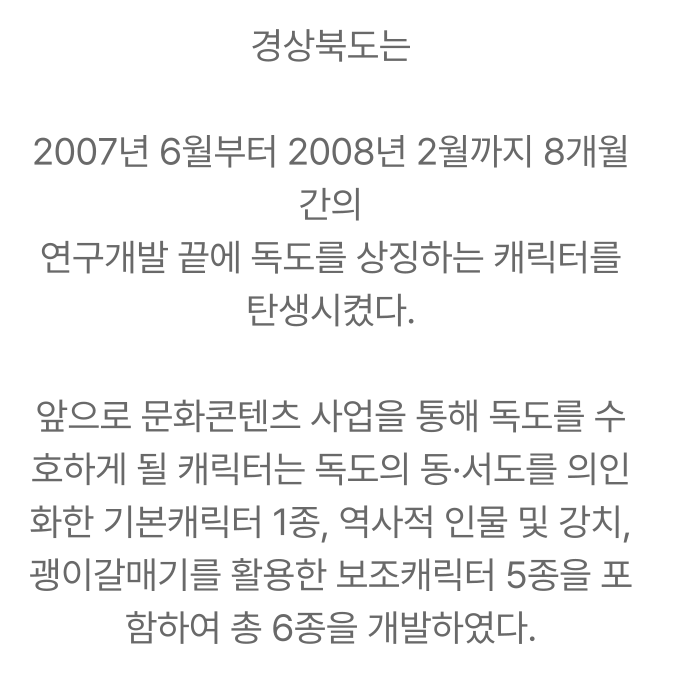 경상북도는
2007년 6월부터 2008년 2월까지 8개월
간의
연구개발 끝에 독도를 상징하는 캐릭터를
탄생시켰다.
앞으로 문화콘텐츠 사업을 통해 독도를 수
호하게 될 캐릭터는 독도의 동·서도를 의인
화한 기본캐릭터 1종, 역사적 인물 및 강치,
괭이갈매기를 활용한 보조캐릭터 5종을 포
함하여 총 6종을 개발하였다.